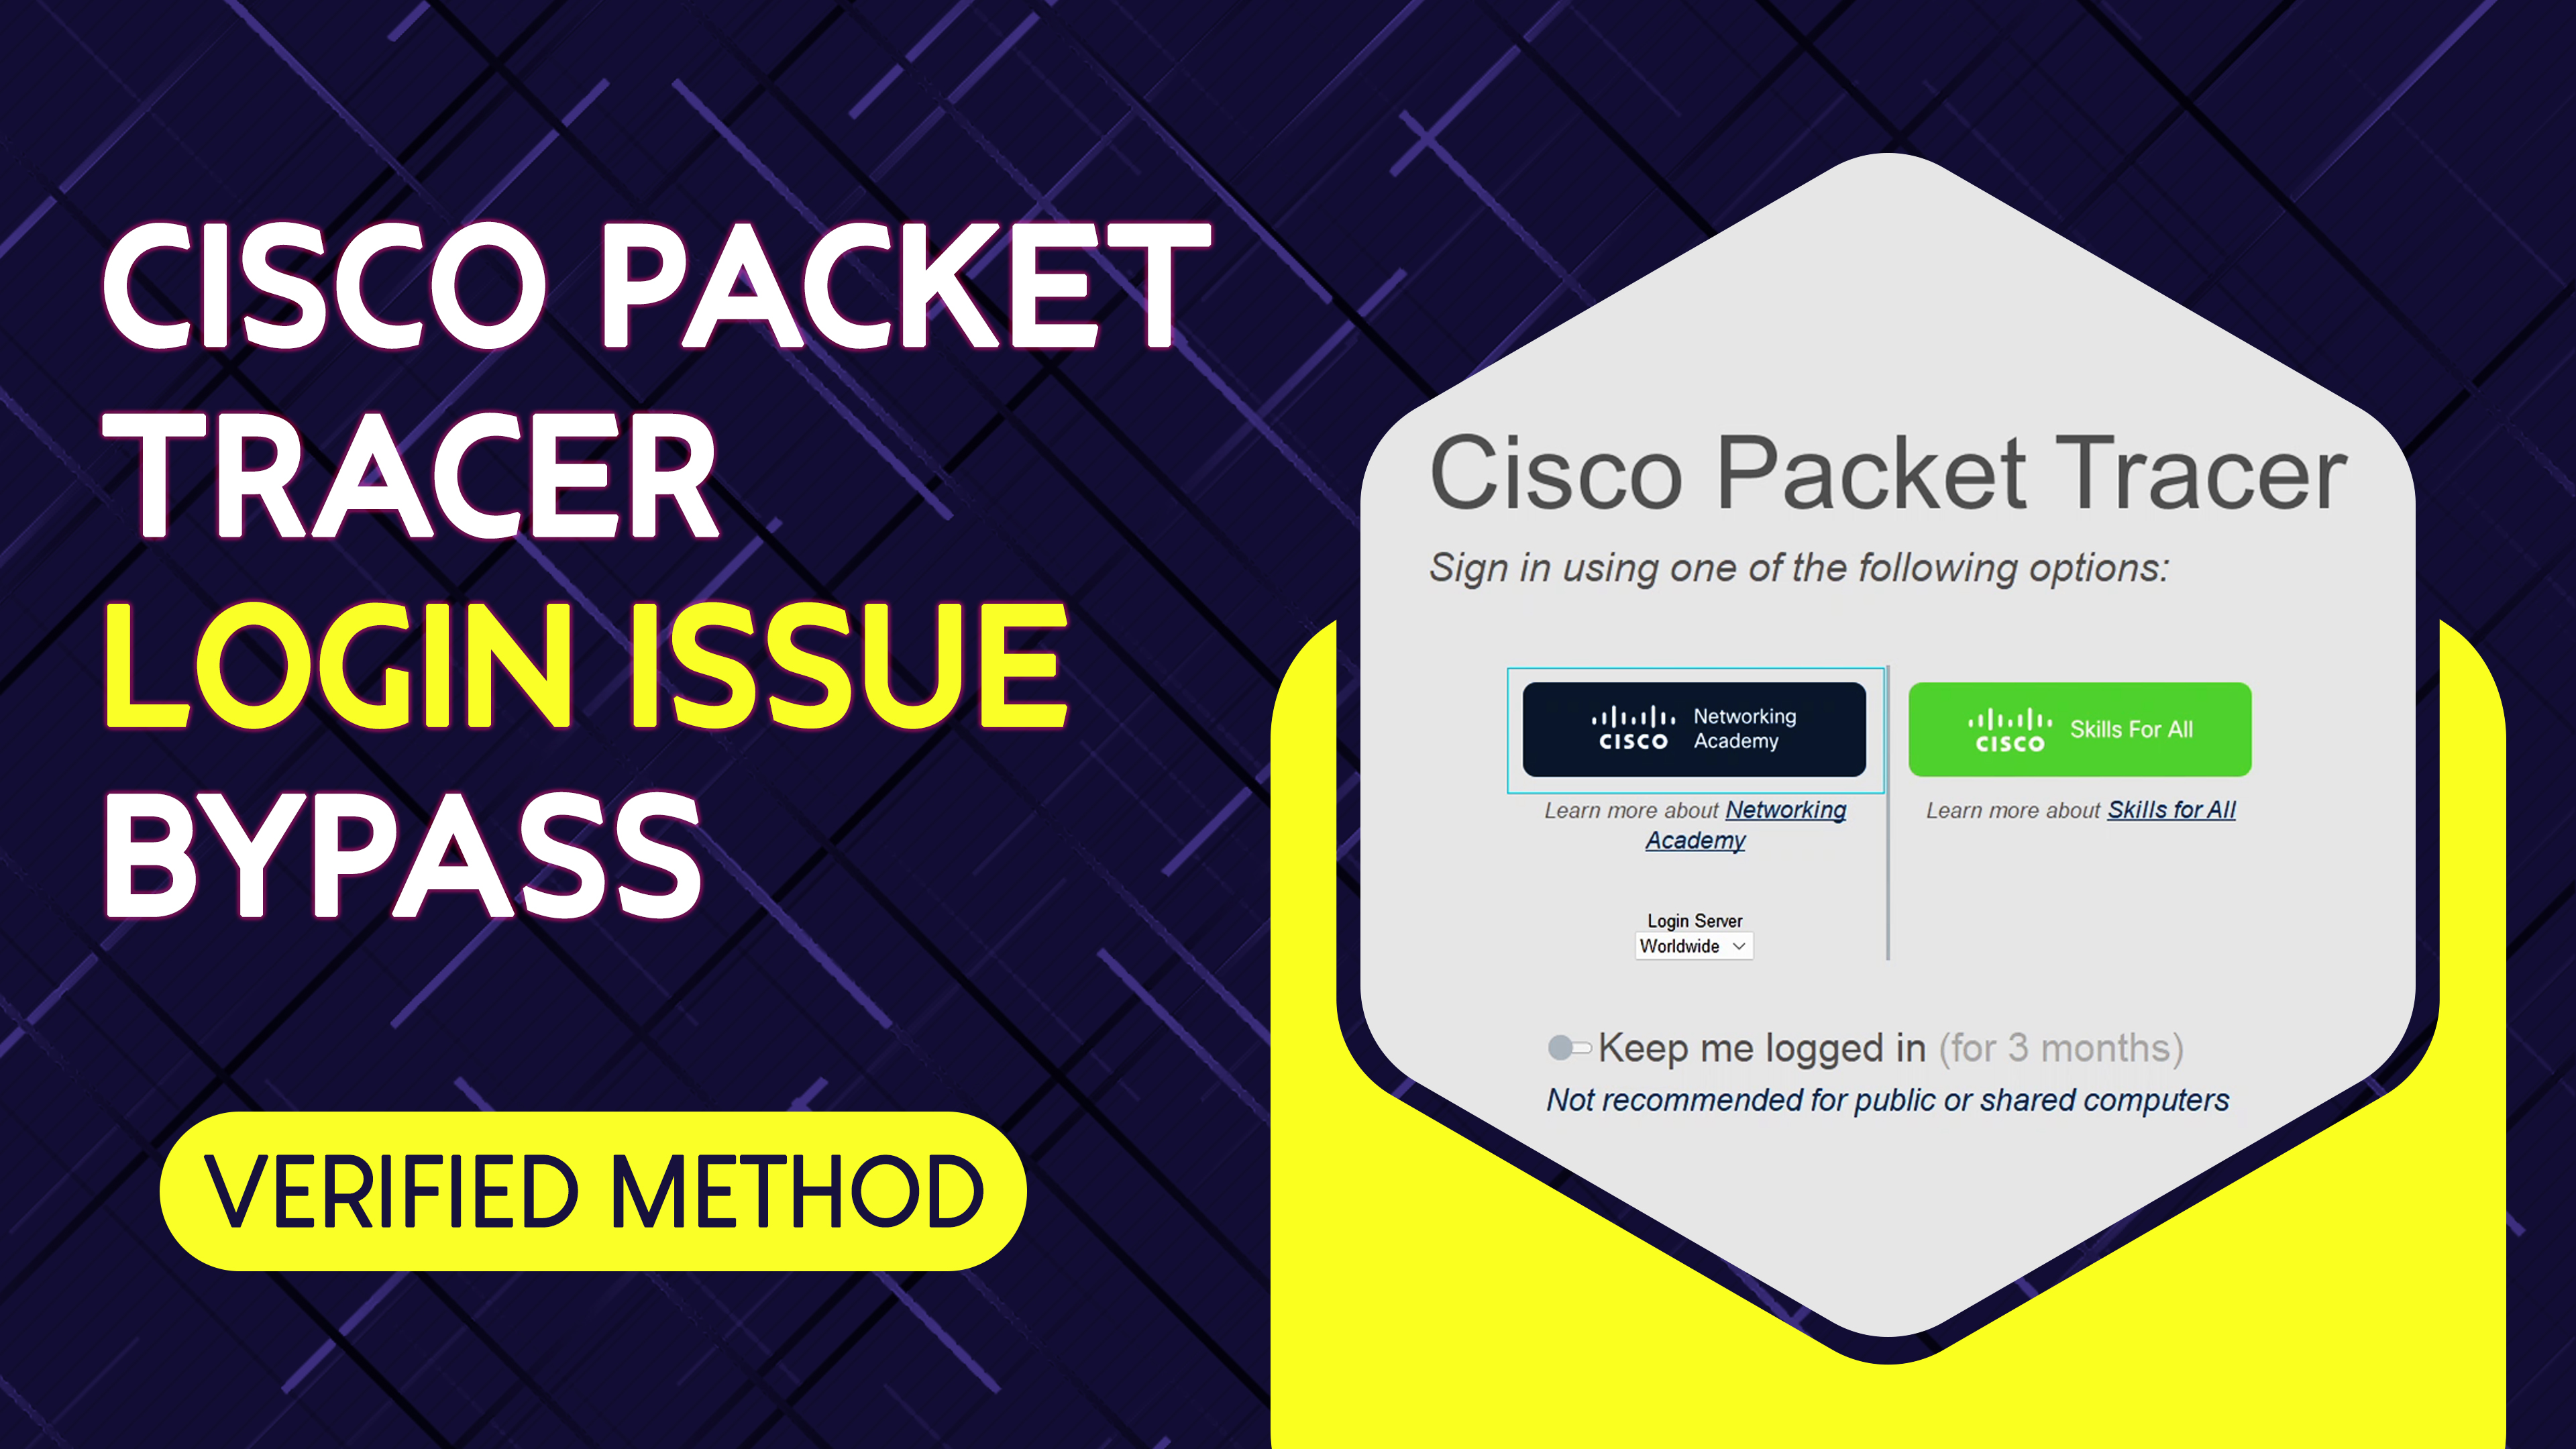 CISCO PACKET
TRACER
LOGIN ISSUE
BYPASS
VERIFIED METHOD
Cisco Packet Tracer
Sign in using one of the following options:
CISCO Networking Academy
Learn more about Networking
Academy
Login Server
Worldwide
CISCO Skills For All
Learn more about Skills for All
Keep me logged in (for 3 months)
Not recommended for public or shared computers